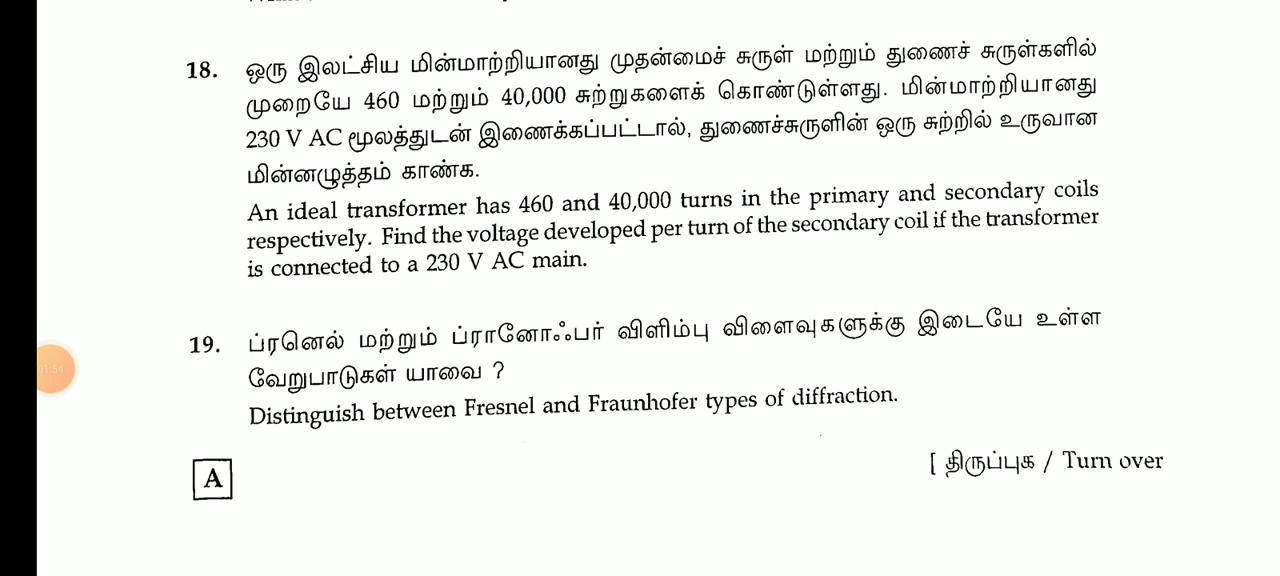 18. ஒரு இலட்சிய மின்மாற்றியானது முதன்மைச் சுருள் மற்றும் துணைச் சுருள்களில்
முறையே 460 மற்றும் 40,000 சுற்றுகளைக் கொண்டுள்ளது. மின்மாற்றியானது
230 V AC மூலத்துடன் இணைக்கப்பட்டால், துணைச்சுருளின் ஒரு சுற்றில் உருவான
மின்னழுத்தம் காண்க.
An ideal transformer has 460 and 40,000 turns in the primary and secondary coils
respectively. Find the voltage developed per turn of the secondary coil if the transformer
is connected to a 230 V AC main.
19. ப்ரனெல் மற்றும் ப்ரானோஃபர் விளிம்பு விளைவுகளுக்கு இடையே உள்ள
வேறுபாடுகள் யாவை ?
01:54
Distinguish between Fresnel and Fraunhofer types of diffraction.
A
[ திருப்புக / Turn over